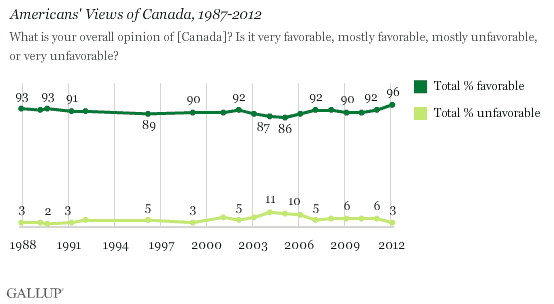 Americans' Views of Canada, 1987-2012
What is your overall opinion of [Canada]? Is it very favorable, mostly favorable, mostly unfavorable,
or very unfavorable?
93 93 91 89 90 92 87 86 92 90 92 96
Total % favorable
Total % unfavorable
3 2 3 5 3 5 11 10 5 6 6 3
1988 1991 1994 1997 2000 2003 2006 2009 2012
GALLUP®